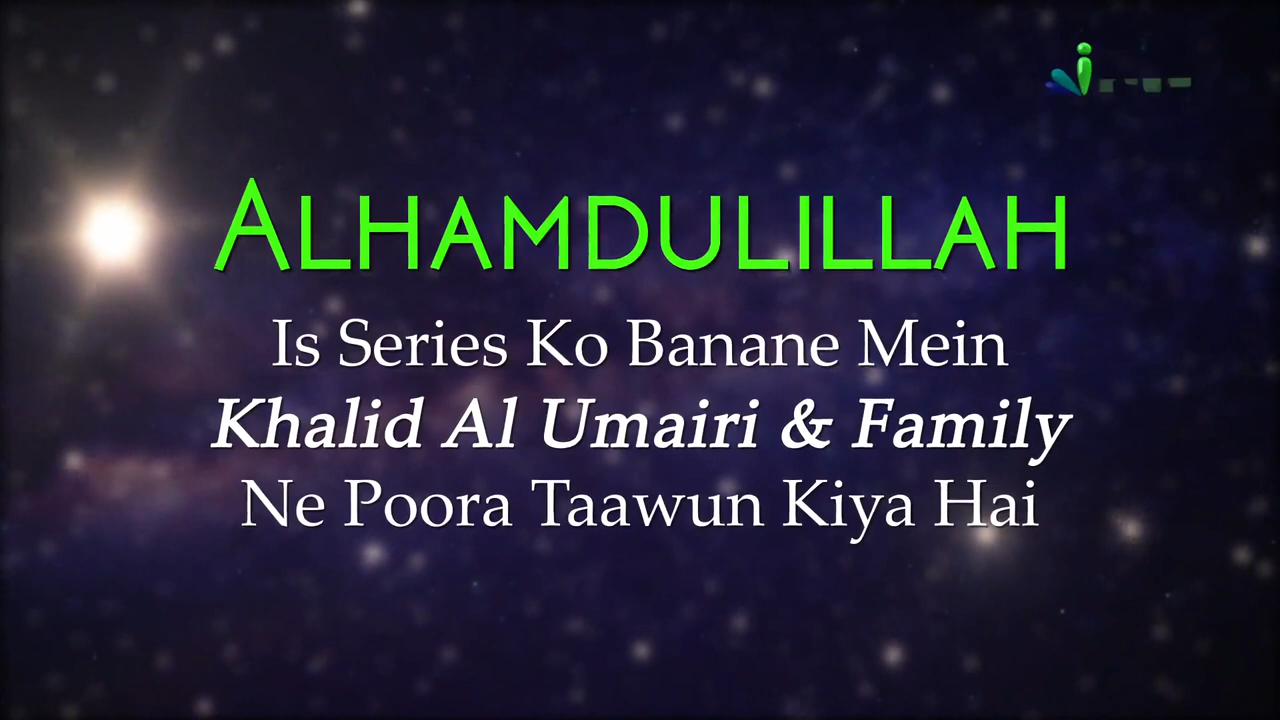 ALHAMDULILLAH
Is Series Ko Banane Mein
Khalid Al Umairi & Family
Ne Poora Taawun Kiya Hai